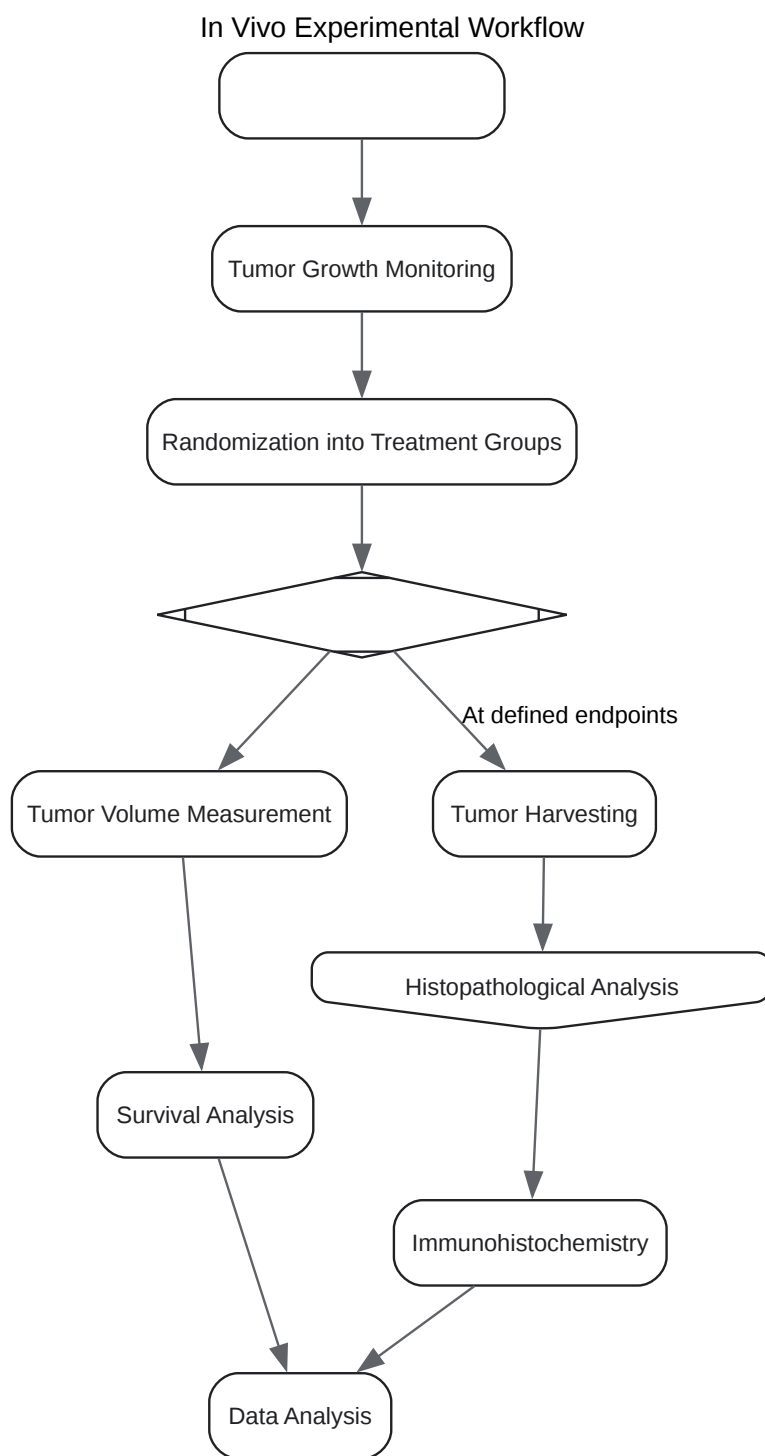 In Vivo Experimental Workflow
Tumor Growth Monitoring
Randomization into Treatment Groups
At defined endpoints
Tumor Volume Measurement
Tumor Harvesting
Histopathological Analysis
Survival Analysis
Immunohistochemistry
Data Analysis